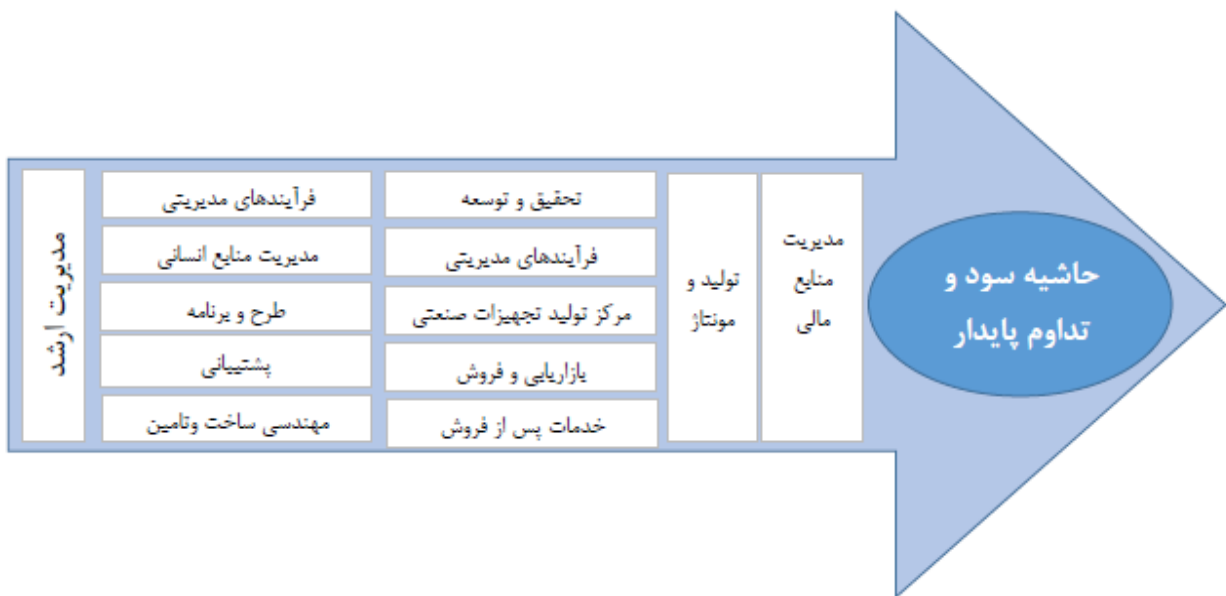 مدیریت ارشد
فرآیندهای مدیریتی
مدیریت منابع انسانی
طرح و برنامه
پشتیبانی
مهندسی ساخت وتامین
تحقیق و توسعه
فرآیندهای مدیریتی
مرکز تولید تجهیزات صنعتی
بازاریابی و فروش
خدمات پس از فروش
تولید و
مونتاژ
مدیریت
منابع
مالی
حاشیه سود و
تداوم پایدار